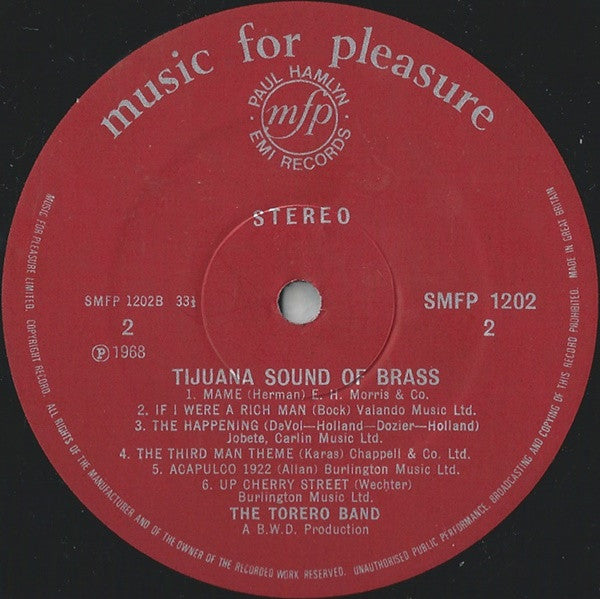 music for pleasure
PAUL HAMLYN
mfp
EMI RECORDS
STEREO
SMFP 1202B 33⅓
2
Ⓟ 1968
SMFP 1202
2
TIJUANA SOUND OF BRASS
1. MAME (Herman) E. H. Morris & Co.
2. IF I WERE A RICH MAN (Bock) Valando Music Ltd.
3. THE HAPPENING (DeVol—Holland—Dozier—Holland)
Jobete, Carlin Music Ltd.
4. THE THIRD MAN THEME (Karas) Chappell & Co. Ltd.
5. ACAPULCO 1922 (Allan) Burlington Music Ltd.
6. UP CHERRY STREET (Wechter)
Burlington Music Ltd.
THE TORERO BAND
A B.W.D. Production
MUSIC FOR PLEASURE LIMITED. COPYRIGHT RECORD. ALL RIGHTS OF THE MANUFACTURER AND OF THE OWNER OF THE RECORDED WORK RESERVED. UNAUTHORISED PUBLIC PERFORMANCE, BROADCASTING AND COPYING OF THIS RECORD PROHIBITED. MADE IN GREAT BRITAIN